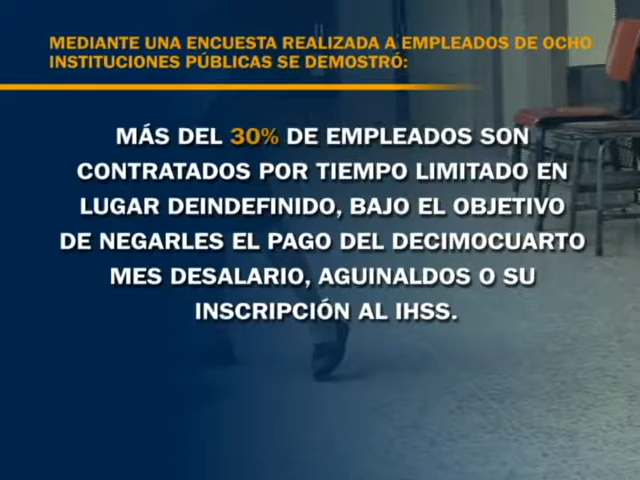 MEDIANTE UNA ENCUESTA REALIZADA A EMPLEADOS DE OCHO
INSTITUCIONES PÚBLICAS SE DEMOSTRÓ:
MÁS DEL 30% DE EMPLEADOS SON
CONTRATADOS POR TIEMPO LIMITADO EN
LUGAR DEINDEFINIDO, BAJO EL OBJETIVO
DE NEGARLES EL PAGO DEL DECIMOCUARTO
MES DESALARIO, AGUINALDOS O SU
INSCRIPCIÓN AL IHSS.